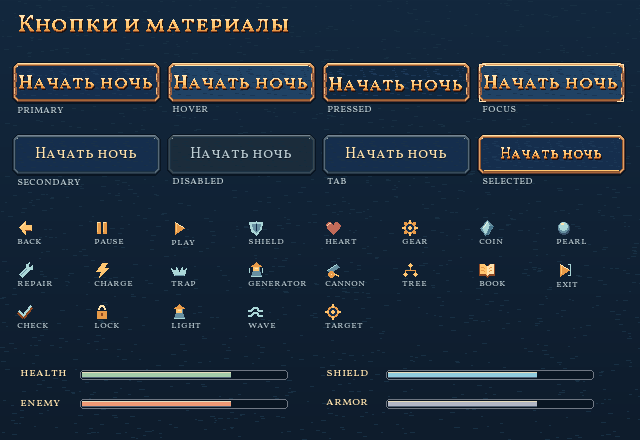 Кнопки и материалы
Начать ночь Начать ночь Начать ночь Начать ночь
PRIMARY HOVER PRESSED FOCUS
Начать ночь Начать ночь Начать ночь Начать ночь
SECONDARY DISABLED TAB SELECTED
BACK PAUSE PLAY SHIELD HEART GEAR COIN PEARL
REPAIR CHARGE TRAP GENERATOR CANNON TREE BOOK EXIT
CHECK LOCK LIGHT WAVE TARGET
HEALTH SHIELD
ENEMY ARMOR